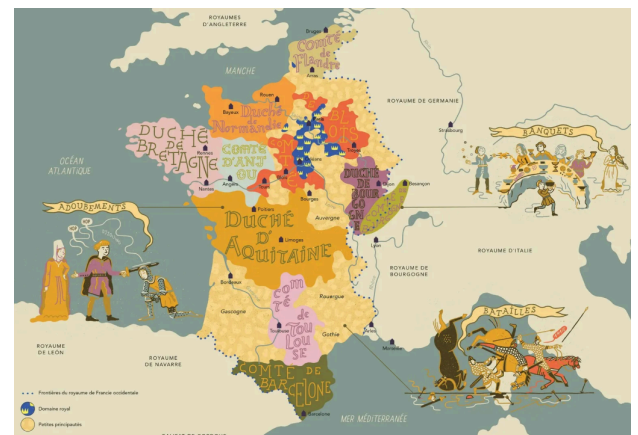 ROYAUMES
D'ANGLETERRE
Bruges
COMTÉ
de
Flandre
Arras
MANCHE
Rouen
Bayeux
Duché
de
Normandie
BLOIS
ROYAUME DE GERMANIE
Strasbourg
BANQUETS
DUCHÉ
DE
BRETAGNE
Rennes
Nantes
COMTÉ
D'ANJOU
Angers
Tours
Troyes
OCÉAN
ATLANTIQUE
DUCHÉ
DE BOURGOGNE
Dijon
Besançon
ADOUBEMENTS
Poitiers
Bourges
DUCHÉ
D'
AQUITAINE
Auvergne
Limoges
Lyon
ROYAUME D'ITALIE
ROYAUME DE
BOURGOGNE
Bordeaux
Gascogne
comté
de
TOULOUSE
Rouergue
Toulouse
Gothie
Arles
Marseille
BATAILLES
ROYAUME
DE LEÓN
ROYAUME
DE NAVARRE
COMTÉ DE
BARCELONE
Barcelone
MER MÉDITERRANÉE
Frontières du royaume de Francie occidentale
Domaine royal
Petites principautés